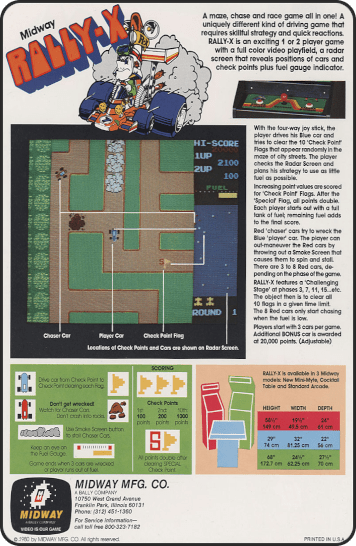 Midway
RALLY-X
A maze, chase and race game all in one! A
uniquely different kind of driving game that
requires skillful strategy and quick reactions.
RALLY-X is an exciting 1 or 2 player game
with a full color video playfield, a radar
screen that reveals positions of cars and
check points plus fuel gauge indicator.
HI-SCORE
1UP
2100
2UP
100
FUEL
ROUND 1
Chaser Car
Player Car
Check Point Flag
Locations of Check Points and Cars are shown on Radar Screen.
With the four-way joy stick, the
player drives his Blue car and
tries to clear the 10 'Check Point'
Flags that appear randomly in the
maze of city streets. The player
checks the Radar Screen and
plans his strategy to use as little
fuel as possible.
Increasing point values are scored
for 'Check Point' Flags. After the
'Special' Flag, all points double.
Each player starts out with a full
tank of fuel; remaining fuel adds
to the final score.
Red 'chaser' cars try to wreck the
Blue 'player' car. The player can
out-maneuver the Red cars by
throwing out a Smoke Screen that
causes them to spin and stall.
There are 3 to 8 Red cars, de-
pending on the phase of the game.
RALLY-X features a 'Challenging
Stage' at phases 3, 7, 11, 15...etc.
The object then is to clear all
10 flags in a given time limit.
The 8 Red cars only start chasing
when the fuel is low.
Players start with 3 cars per game.
Additional BONUS car is awarded
at 20,000 points. (Adjustable)
Drive car from Check Point to
Check Point clearing each Flag.
Don't get wrecked!
Watch for Chaser Cars.
Don't crash into rocks.
Use Smoke Screen button
to stall Chaser Cars.
Keep an eye on
the Fuel Gauge.
Game ends when 3 cars are wrecked
or player runs out of fuel.
SCORING
Check Points
1st 2nd 10th
100 200 1300
points points points
S
All points double after
clearing SPECIAL
Check Point.
RALLY-X is available in 3 Midway
models: New Mini-Myte, Cocktail
Table and Standard Arcade.
HEIGHT WIDTH DEPTH
29" 32" 22"
74 cm 81.25 cm 56 cm
68" 24½" 27½"
172.7 cm 62.25 cm 70 cm
MIDWAY
A BALLY COMPANY
VIDEO IS OUR GAME
MIDWAY MFG. CO.
A BALLY COMPANY
10750 West Grand Avenue
Franklin Park, Illinois 60131
Phone: (312) 451-1360
For Service Information—
call toll free 800-323-7182
© 1980 by MIDWAY MFG. CO. All rights reserved.
PRINTED IN U.S.A.